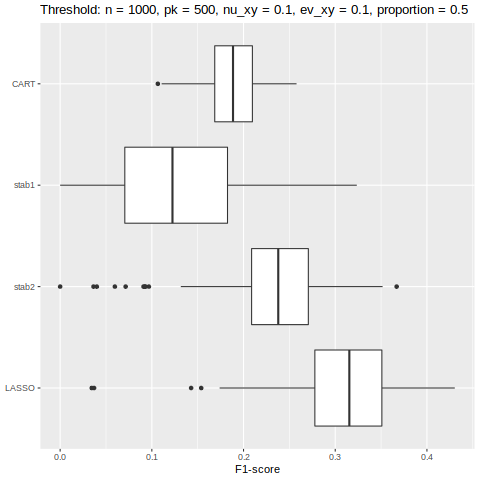 Threshold: n = 1000, pk = 500, nu_xy = 0.1, ev_xy = 0.1, proportion = 0.5
CART
stab1
stab2
LASSO
0.0 0.1 0.2 0.3 0.4
F1-score